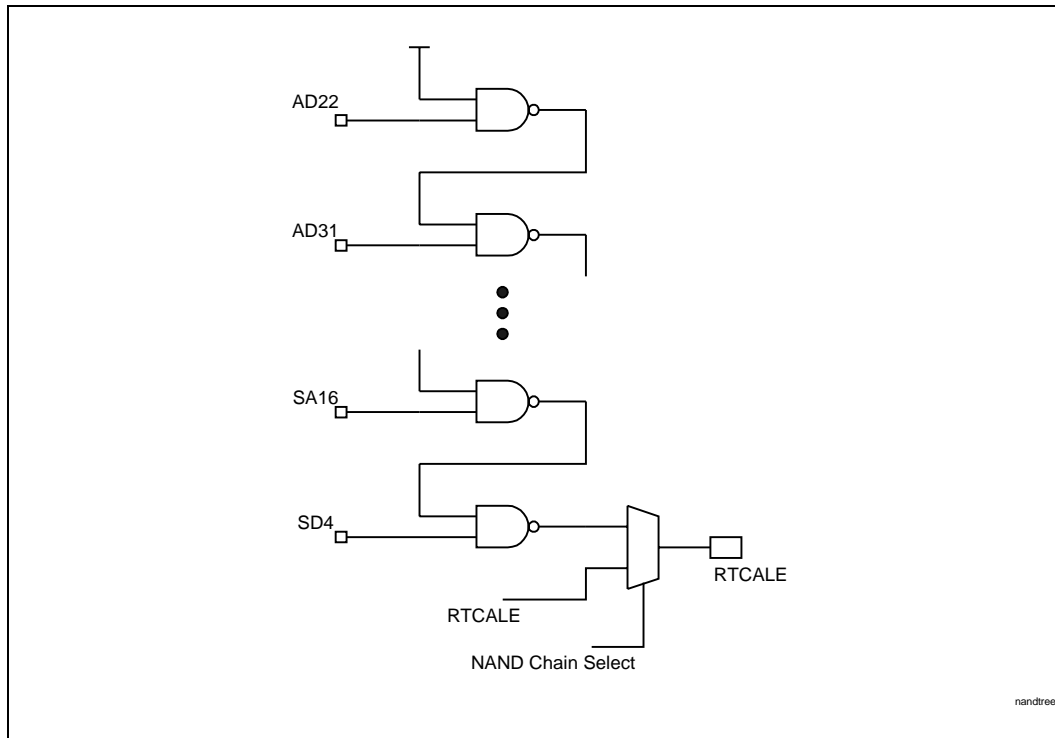 AD22
AD31
SA16
SD4
RTCALE
RTCALE
NAND Chain Select
nandtree